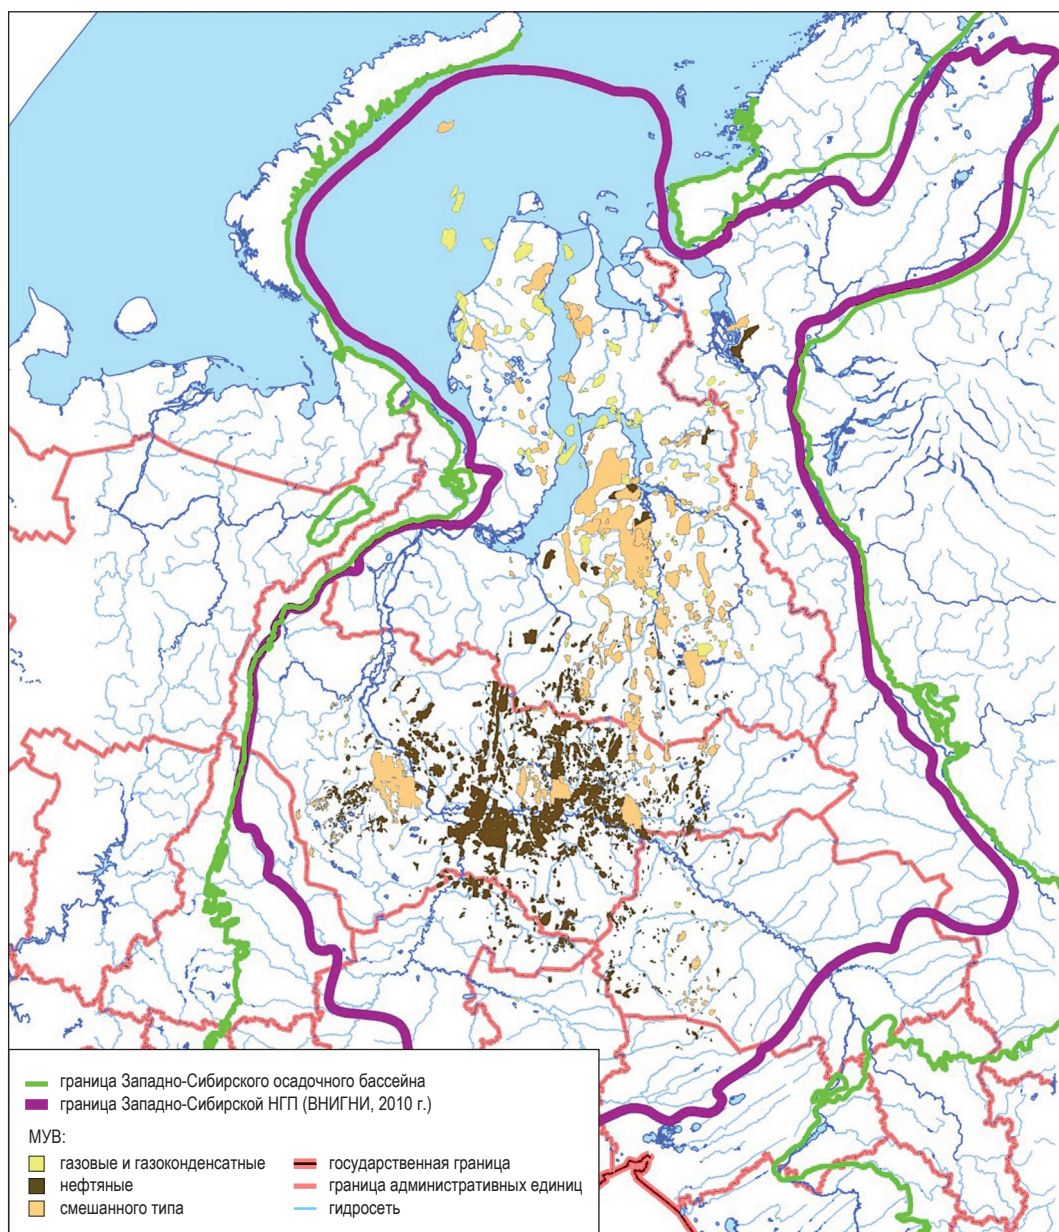 граница Западно-Сибирского осадочного бассейна
граница Западно-Сибирской НГП (ВНИГНИ, 2010 г.)
МУВ:
газовые и газоконденсатные
нефтяные
смешанного типа
государственная граница
граница административных единиц
гидросеть